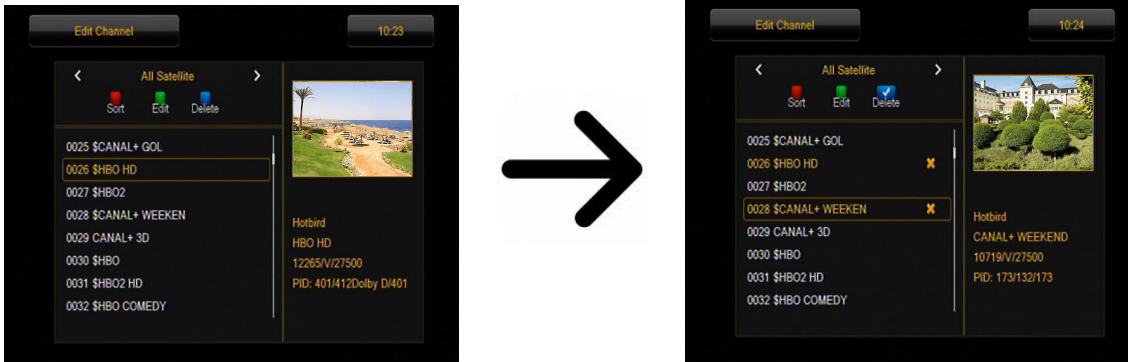 Edit Channel
10:23
All Satellite
Sort Edit Delete
0025 $CANAL+ GOL
0026 $HBO HD
0027 $HBO2
0028 $CANAL+ WEEKEN
0029 CANAL+ 3D
0030 $HBO
0031 $HBO2 HD
0032 $HBO COMEDY
Hotbird
HBO HD
12265/V/27500
PID: 401/412Dolby D/401
Edit Channel
10:24
All Satellite
Sort Edit Delete
0025 $CANAL+ GOL
0026 $HBO HD
0027 $HBO2
0028 $CANAL+ WEEKEN
0029 CANAL+ 3D
0030 $HBO
0031 $HBO2 HD
0032 $HBO COMEDY
Hotbird
CANAL+ WEEKEND
10719/V/27500
PID: 173/132/173